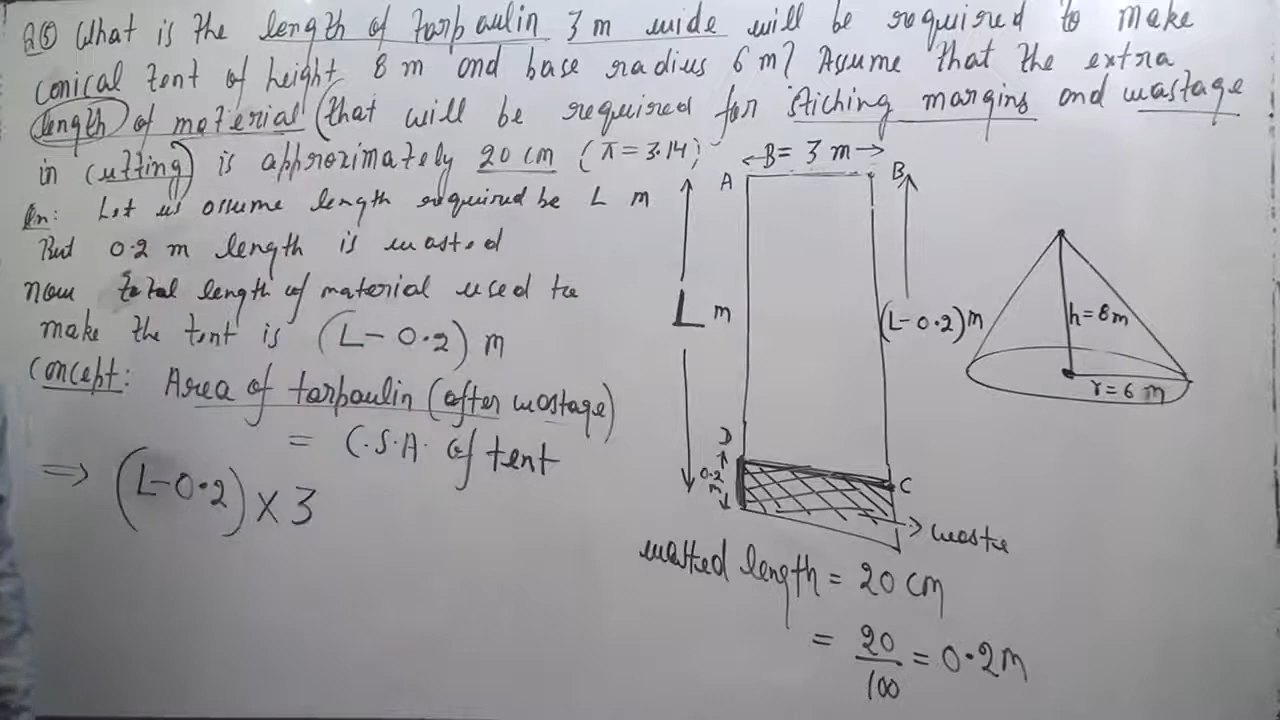 Q5 What is the length of tarpaulin 3 m wide will be required to make
conical tent of height 8 m and base radius 6 m? Assume that the extra
length of material (that will be required for stiching margins and wastage
in cutting) is approximately 20 cm (π = 3.14)
Let us assume length required be L m
But 0.2 m length is wasted
now total length of material used to
make the tent is (L-0.2) m
Concept: Area of tarpaulin (after wastage)
= C.S.A. of tent
⇒ (L-0.2) × 3
B = 3 m
A
B
L m
(L-0.2) m
D
0.2 m
C
waste
h = 8 m
r = 6 m
wasted length = 20 cm
= 20/100 = 0.2 m